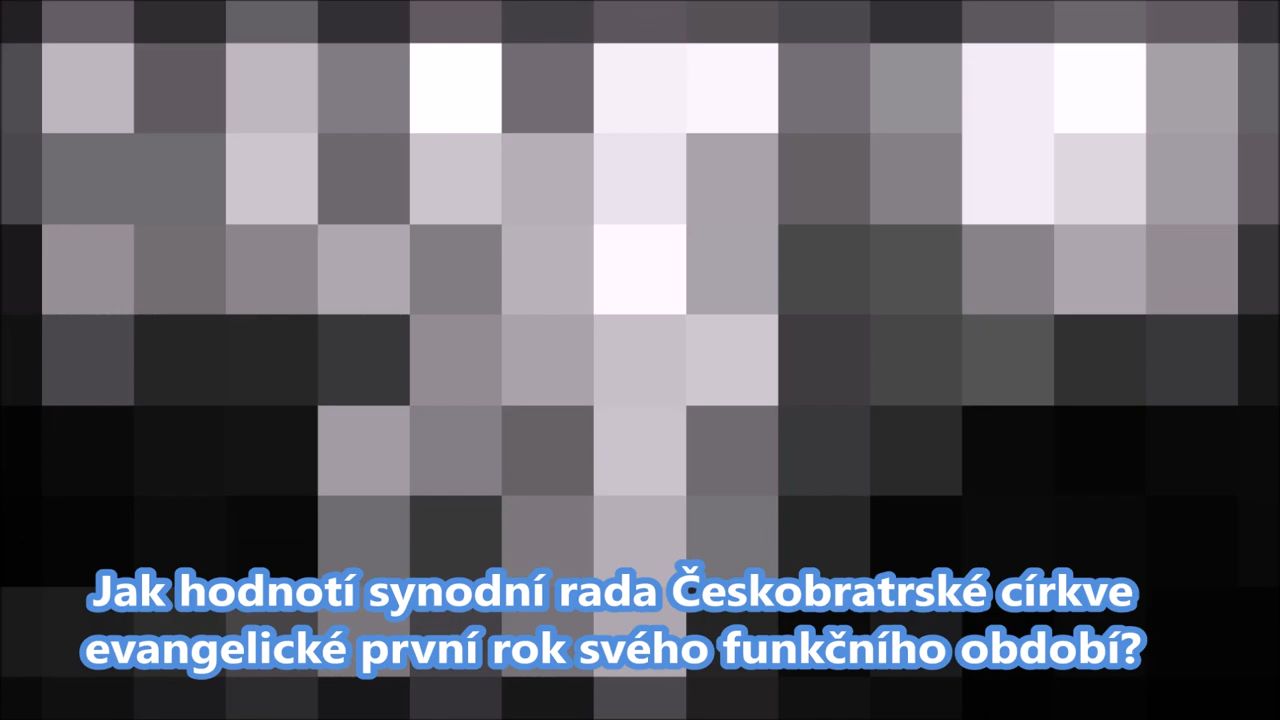 Jak hodnotí synodní rada Českobratrské církve
evangelické první rok svého funkčního období?